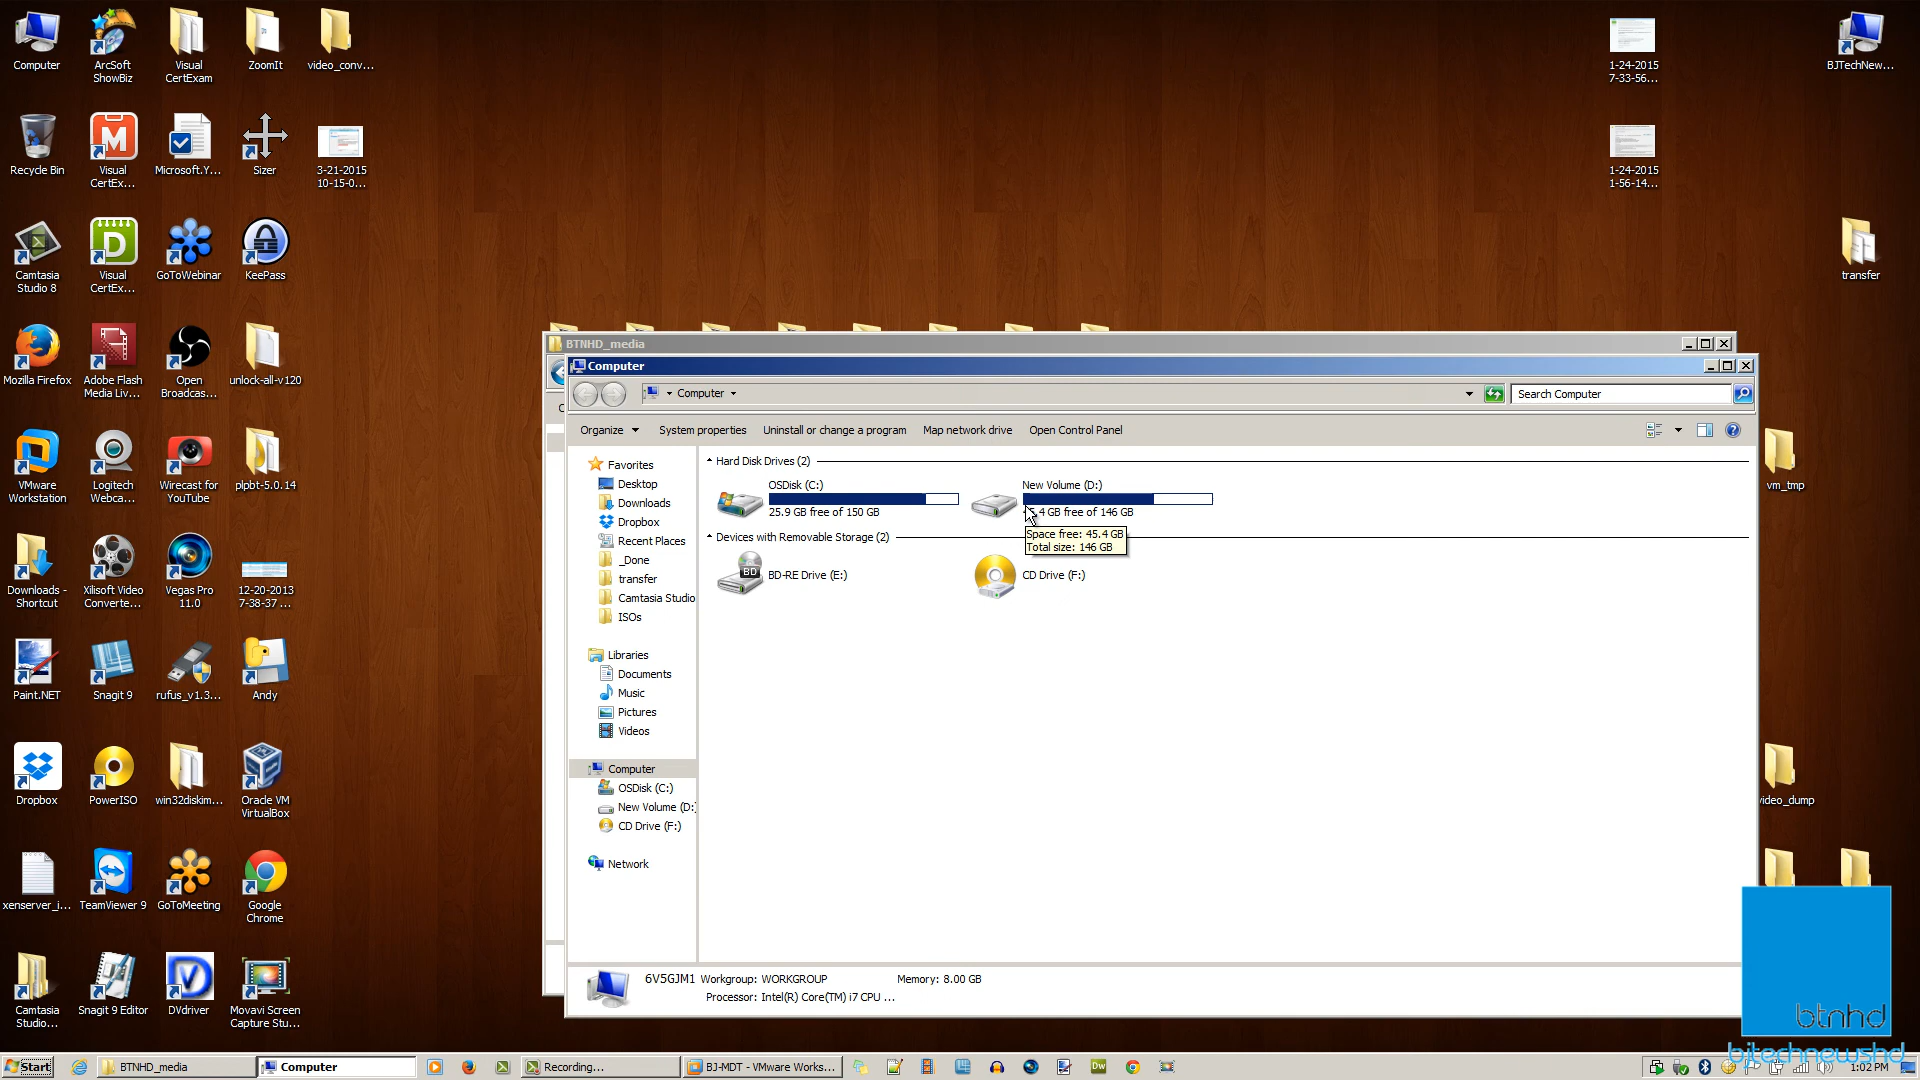 Computer
ArcSoft
ShowBiz
Visual
CertExam
ZoomIt
video_conv...
1-24-2015
7-33-56...
BJTechNew...
Recycle Bin
Visual
CertEx...
Microsoft.Y...
Sizer
3-21-2015
10-15-0...
1-24-2015
1-56-14...
Camtasia
Studio 8
Visual
CertEx...
GoToWebinar
KeePass
transfer
Mozilla Firefox
Adobe Flash
Media Liv...
Open
Broadcas...
unlock-all-v120
VMware
Workstation
Logitech
Webca...
Wirecast for
YouTube
plpbt-5.0.14
vm_tmp
Downloads -
Shortcut
Xilisoft Video
Converte...
Vegas Pro
11.0
12-20-2013
7-38-37 ...
Paint.NET
Snagit 9
rufus_v1.3...
Andy
Dropbox
PowerISO
win32diskim...
Oracle VM
VirtualBox
video_dump
xenserver_i...
TeamViewer 9
GoToMeeting
Google
Chrome
Camtasia
Studio...
Snagit 9 Editor
DVdriver
Movavi Screen
Capture Stu...
BTNHD_media
Computer
Computer
Search Computer
Organize
System properties
Uninstall or change a program
Map network drive
Open Control Panel
Favorites
Desktop
Downloads
Dropbox
Recent Places
_Done
transfer
Camtasia Studio
ISOs
Libraries
Documents
Music
Pictures
Videos
Computer
OSDisk (C:)
New Volume (D:)
CD Drive (F:)
Network
Hard Disk Drives (2)
OSDisk (C:)
25.9 GB free of 150 GB
New Volume (D:)
GB free of 146 GB
Space free: 45.4 GB
Total size: 146 GB
Devices with Removable Storage (2)
BD
BD-RE Drive (E:)
CD Drive (F:)
6V5GJM1 Workgroup: WORKGROUP
Memory: 8.00 GB
Processor: Intel(R) Core(TM) i7 CPU ...
btnhd
bjtechnewshd
Start
BTNHD_media
Computer
Recording...
BJ-MDT - VMware Works...
Dw
1:02 PM